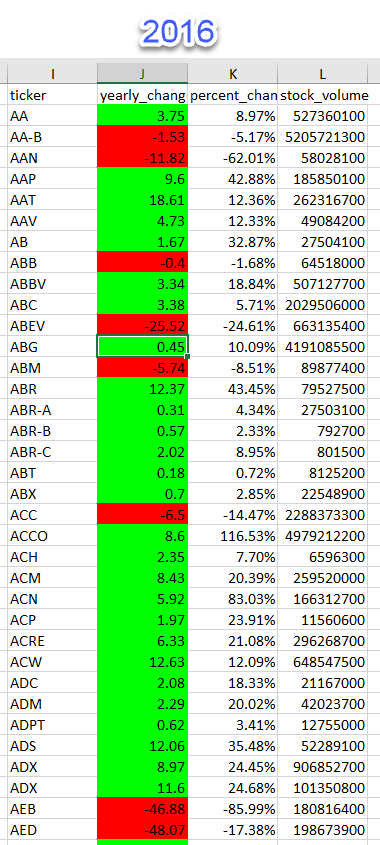 2016
I J K L
ticker yearly_chang percent_chan stock_volume
AA 3.75 8.97% 527360100
AA-B -1.53 -5.17% 5205721300
AAN -11.82 -62.01% 58028100
AAP 9.6 42.88% 185850100
AAT 18.61 12.36% 262316700
AAV 4.73 12.33% 49084200
AB 1.67 32.87% 27504100
ABB -0.4 -1.68% 64518000
ABBV 3.34 18.84% 507127700
ABC 3.38 5.71% 2029506000
ABEV -25.52 -24.61% 663135400
ABG 0.45 10.09% 4191085500
ABM -5.74 -8.51% 89877400
ABR 12.37 43.45% 79527500
ABR-A 0.31 4.34% 27503100
ABR-B 0.57 2.33% 792700
ABR-C 2.02 8.95% 801500
ABT 0.18 0.72% 8125200
ABX 0.7 2.85% 22548900
ACC -6.5 -14.47% 2288373300
ACCO 8.6 116.53% 4979212200
ACH 2.35 7.70% 6596300
ACM 8.43 20.39% 259520000
ACN 5.92 83.03% 166312700
ACP 1.97 23.91% 11560600
ACRE 6.33 21.08% 296268700
ACW 12.63 12.09% 648547500
ADC 2.08 18.33% 21167000
ADM 2.29 20.02% 42023700
ADPT 0.62 3.41% 12755000
ADS 12.06 35.48% 52289100
ADX 8.97 24.45% 906852700
ADX 11.6 24.68% 101350800
AEB -46.88 -85.99% 180816400
AED -48.07 -17.38% 198673900